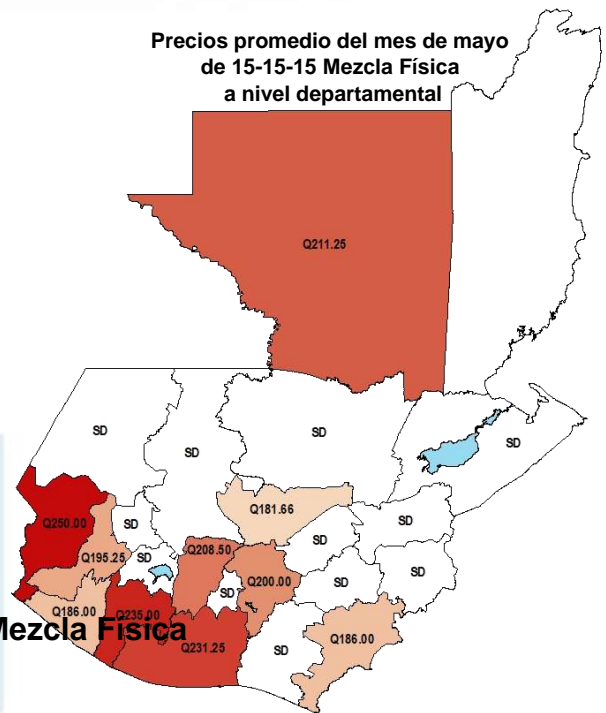 Precios promedio del mes de mayo
de 15-15-15 Mezcla Física
a nivel departamental
Q211.25
SD
SD
SD
SD
Q250.00
SD
Q181.66
SD
SD
Q195.25
SD
Q208.50
SD
Q200.00
SD
SD
Q186.00
Q235.00
Mezcla Física
Q231.25
SD
Q186.00